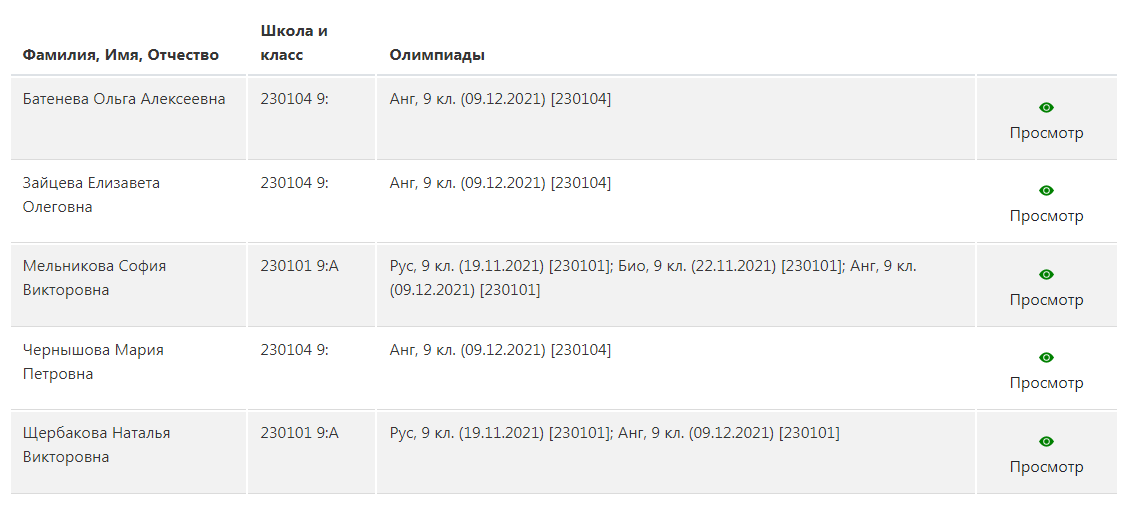 Школа и
Фамилия, Имя, Отчество класс Олимпиады
Батенева Ольга Алексеевна 230104 9: Анг, 9 кл. (09.12.2021) [230104]
Просмотр
Зайцева Елизавета 230104 9: Анг, 9 кл. (09.12.2021) [230104]
Олеговна
Просмотр
Мельникова София 230101 9:А Рус, 9 кл. (19.11.2021) [230101]; Био, 9 кл. (22.11.2021) [230101]; Анг, 9 кл.
Викторовна (09.12.2021) [230101]
Просмотр
Чернышова Мария 230104 9: Анг, 9 кл. (09.12.2021) [230104]
Петровна
Просмотр
Щербакова Наталья 230101 9:А Рус, 9 кл. (19.11.2021) [230101]; Анг, 9 кл. (09.12.2021) [230101]
Викторовна
Просмотр